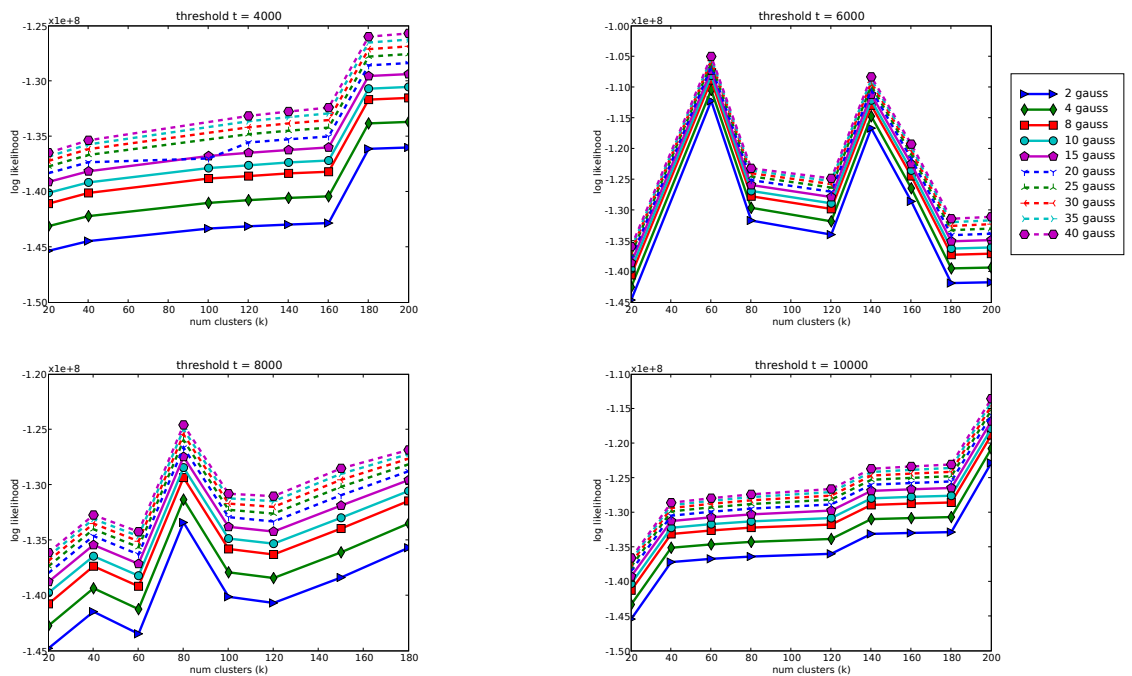 threshold t = 4000
x1e+8
-1.25
-1.30
-1.35
-1.40
-1.45
-1.50
log likelihood
20 40 60 80 100 120 140 160 180 200
num clusters (k)
threshold t = 6000
x1e+8
-1.00
-1.05
-1.10
-1.15
-1.20
-1.25
-1.30
-1.35
-1.40
-1.45
log likelihood
20 40 60 80 100 120 140 160 180 200
num clusters (k)
2 gauss
4 gauss
8 gauss
10 gauss
15 gauss
20 gauss
25 gauss
30 gauss
35 gauss
40 gauss
threshold t = 8000
x1e+8
-1.20
-1.25
-1.30
-1.35
-1.40
-1.45
log likelihood
20 40 60 80 100 120 140 160 180
num clusters (k)
threshold t = 10000
x1e+8
-1.10
-1.15
-1.20
-1.25
-1.30
-1.35
-1.40
-1.45
-1.50
log likelihood
20 40 60 80 100 120 140 160 180 200
num clusters (k)